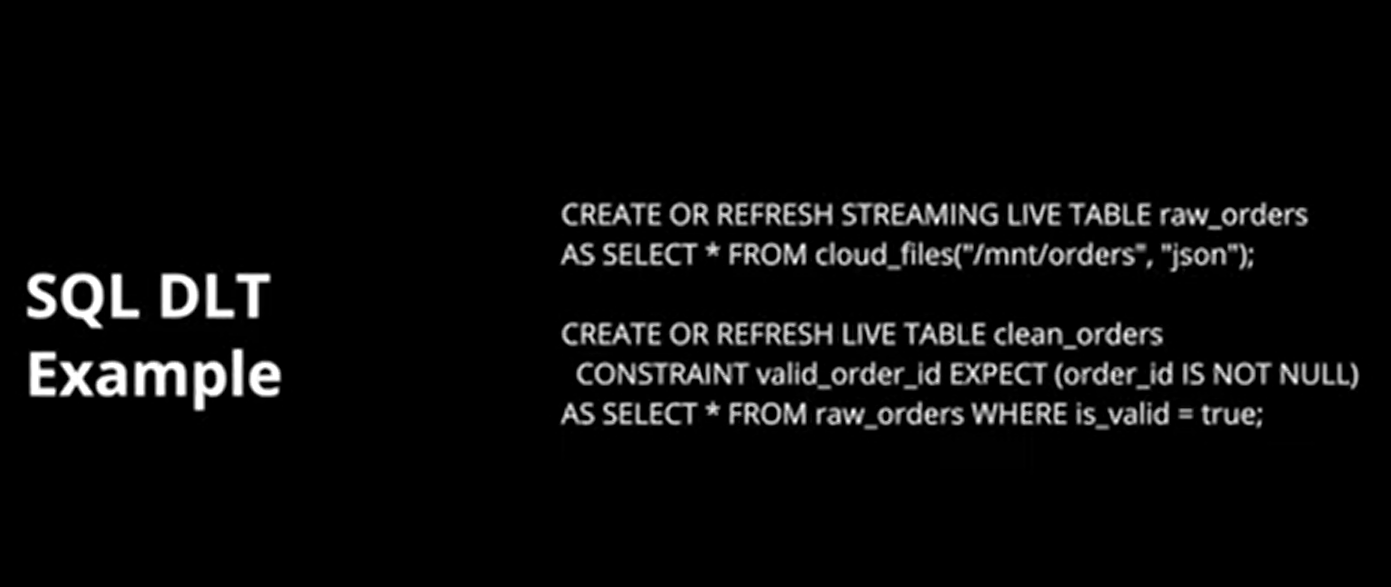 SQL DLT
Example
CREATE OR REFRESH STREAMING LIVE TABLE raw_orders
AS SELECT * FROM cloud_files("/mnt/orders", "json");
CREATE OR REFRESH LIVE TABLE clean_orders
CONSTRAINT valid_order_id EXPECT (order_id IS NOT NULL)
AS SELECT * FROM raw_orders WHERE is_valid = true;